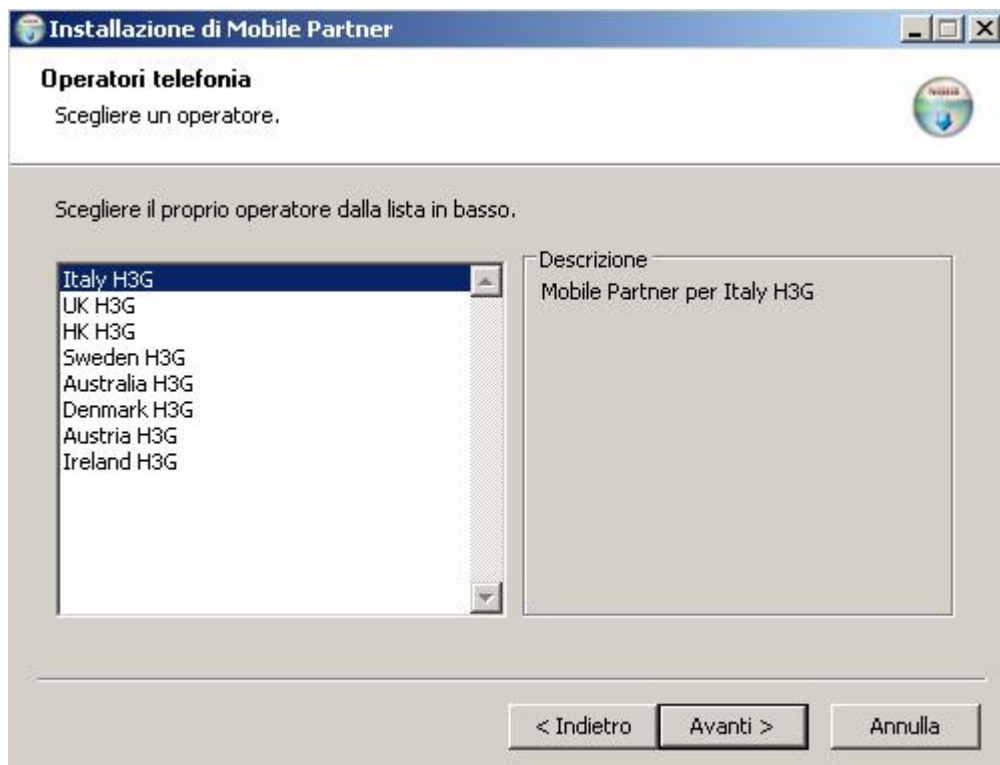 Installazione di Mobile Partner
Operatori telefonia
Scegliere un operatore.
Scegliere il proprio operatore dalla lista in basso.
Italy H3G
UK H3G
HK H3G
Sweden H3G
Australia H3G
Denmark H3G
Austria H3G
Ireland H3G
Descrizione
Mobile Partner per Italy H3G
< Indietro
Avanti >
Annulla